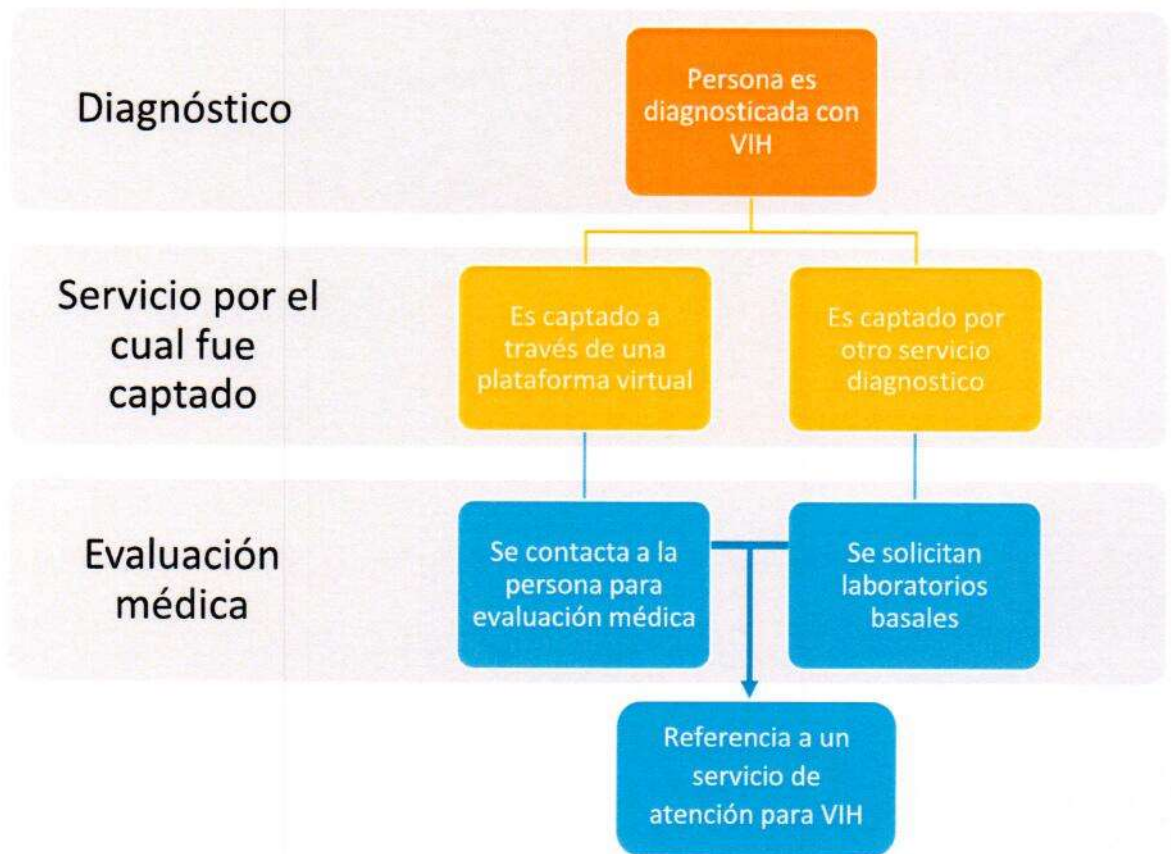 Diagnóstico
Persona es
diagnosticada con
VIH
Servicio por el
cual fue
captado
Es captado a
través de una
plataforma virtual
Es captado por
otro servicio
diagnostico
Evaluación
médica
Se contacta a la
persona para
evaluación médica
Se solicitan
laboratorios
basales
Referencia a un
servicio de
atención para VIH